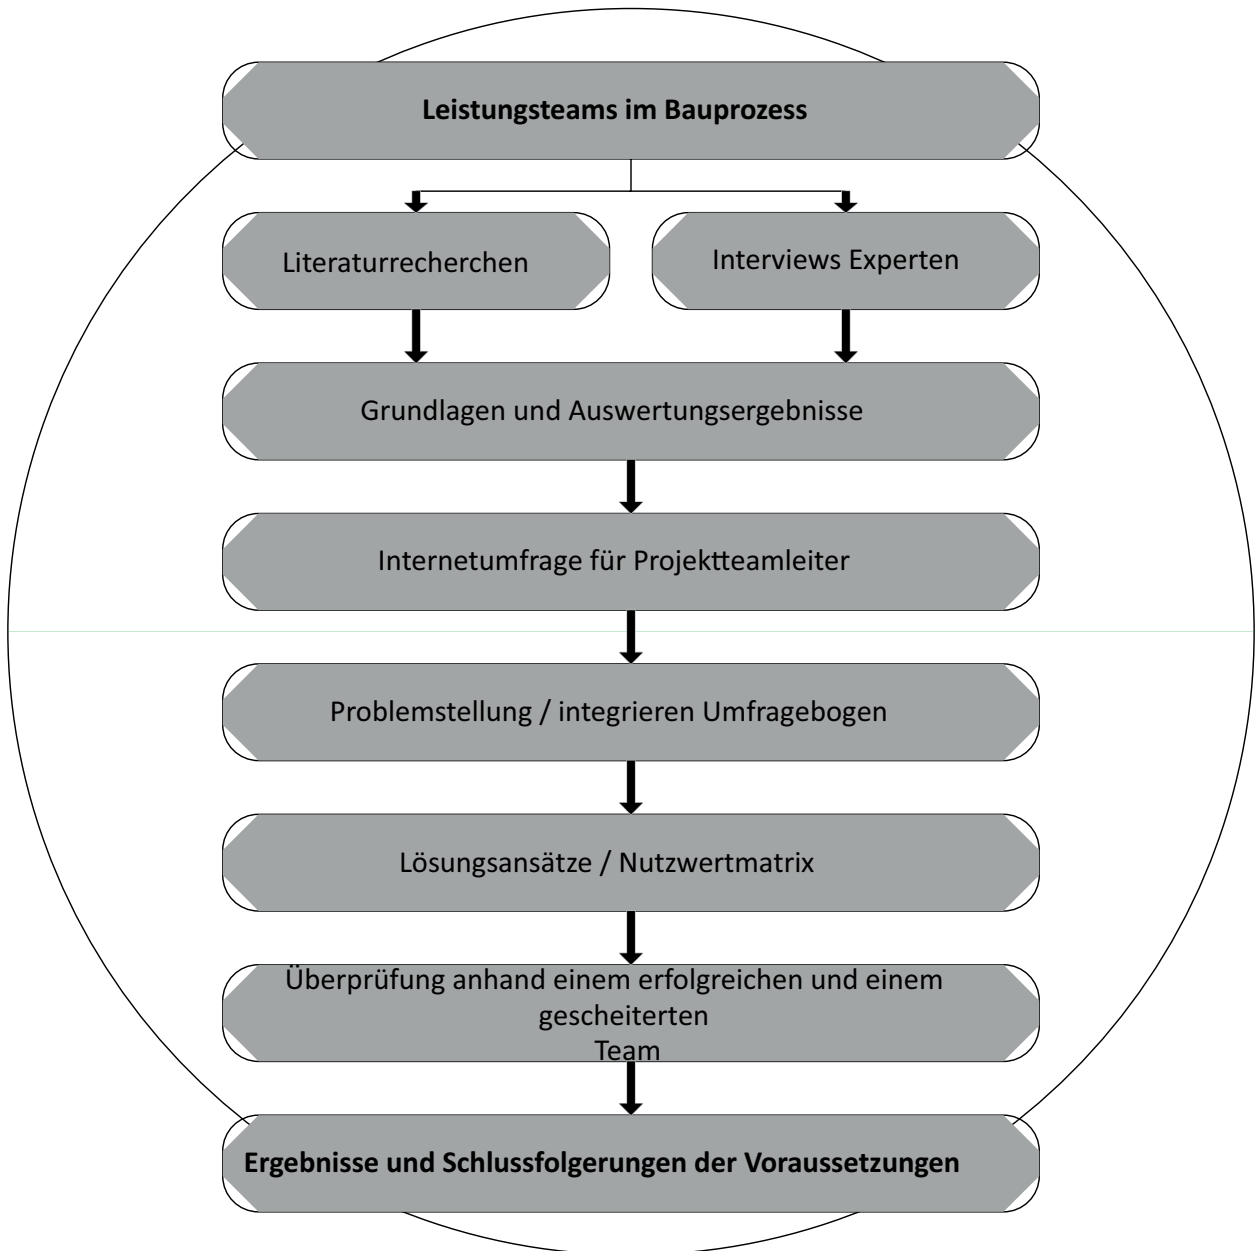 Leistungsteams im Bauprozess
Literaturrecherchen
Interviews Experten
Grundlagen und Auswertungsergebnisse
Internetumfrage für Projektteamleiter
Problemstellung / integrieren Umfragebogen
Lösungsansätze / Nutzwertmatrix
Überprüfung anhand einem erfolgreichen und einem
gescheiterten
Team
Ergebnisse und Schlussfolgerungen der Voraussetzungen